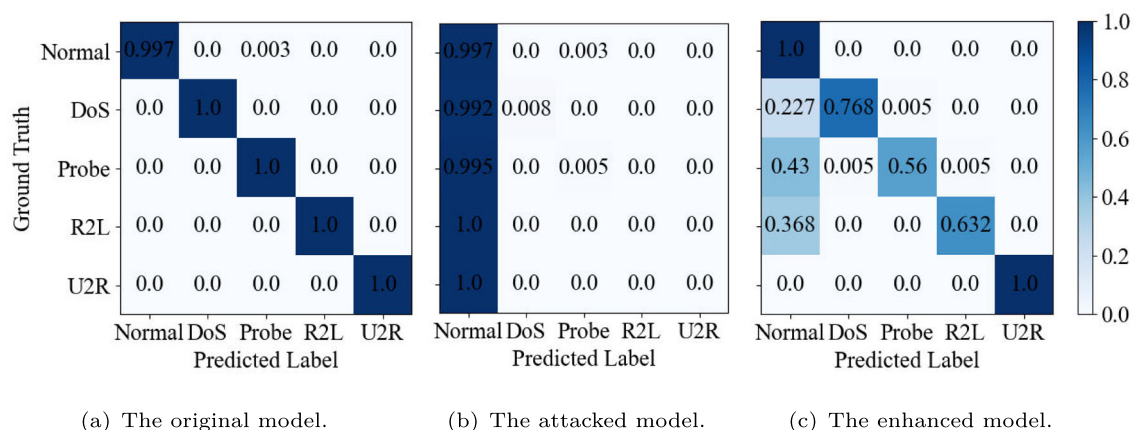 Ground Truth
Normal 0.997 0.0 0.003 0.0 0.0
DoS 0.0 1.0 0.0 0.0 0.0
Probe 0.0 0.0 1.0 0.0 0.0
R2L 0.0 0.0 0.0 1.0 0.0
U2R 0.0 0.0 0.0 0.0 1.0
Normal DoS Probe R2L U2R
Predicted Label
(a) The original model.
0.997 0.0 0.003 0.0 0.0
0.992 0.008 0.0 0.0 0.0
0.995 0.0 0.005 0.0 0.0
1.0 0.0 0.0 0.0 0.0
1.0 0.0 0.0 0.0 0.0
Normal DoS Probe R2L U2R
Predicted Label
(b) The attacked model.
1.0 0.0 0.0 0.0 0.0
0.227 0.768 0.005 0.0 0.0
0.43 0.005 0.56 0.005 0.0
0.368 0.0 0.0 0.632 0.0
0.0 0.0 0.0 0.0 1.0
Normal DoS Probe R2L U2R
Predicted Label
(c) The enhanced model.
1.0
0.8
0.6
0.4
0.2
0.0